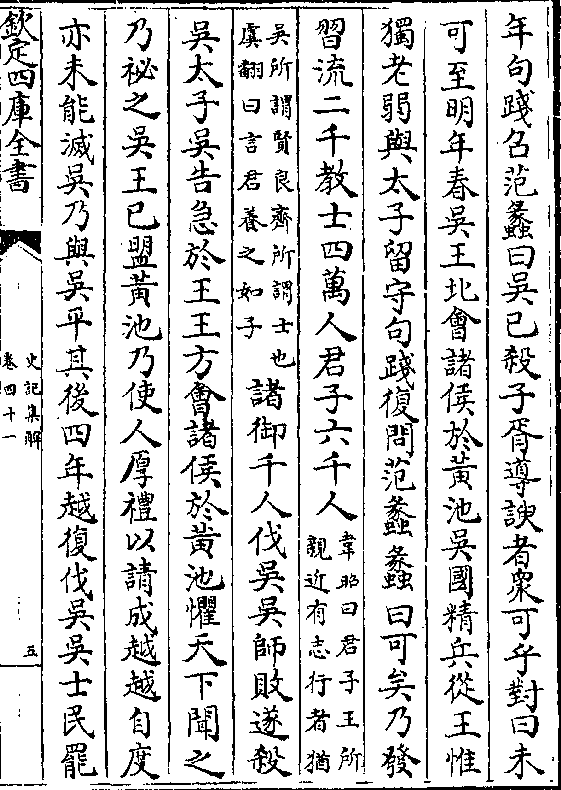 年句踐召范蠡曰吳已殺子胥導諛者衆可乎對曰未
可至明年春吳王北會諸侯於黃池吳國精兵從王惟
獨老弱與太子留守句踐復問范蠡蠡曰可矣乃發
習流二千教士四萬人君子六千人韋昭曰君子王所
親近有志行者猶
吳所謂賢良齊所謂士也
虞翻曰言君養之如子
諸御千人伐吳吳師敗遂殺
吳太子吳告急於王王方會諸侯於黃池懼天下聞之
乃祕之吳王已盟黃池乃使人厚禮以請成越越自度
亦未能滅吳乃與吳平其後四年越復伐吳吳士民罷
欽定四庫全書
史記集解
卷四十一
五